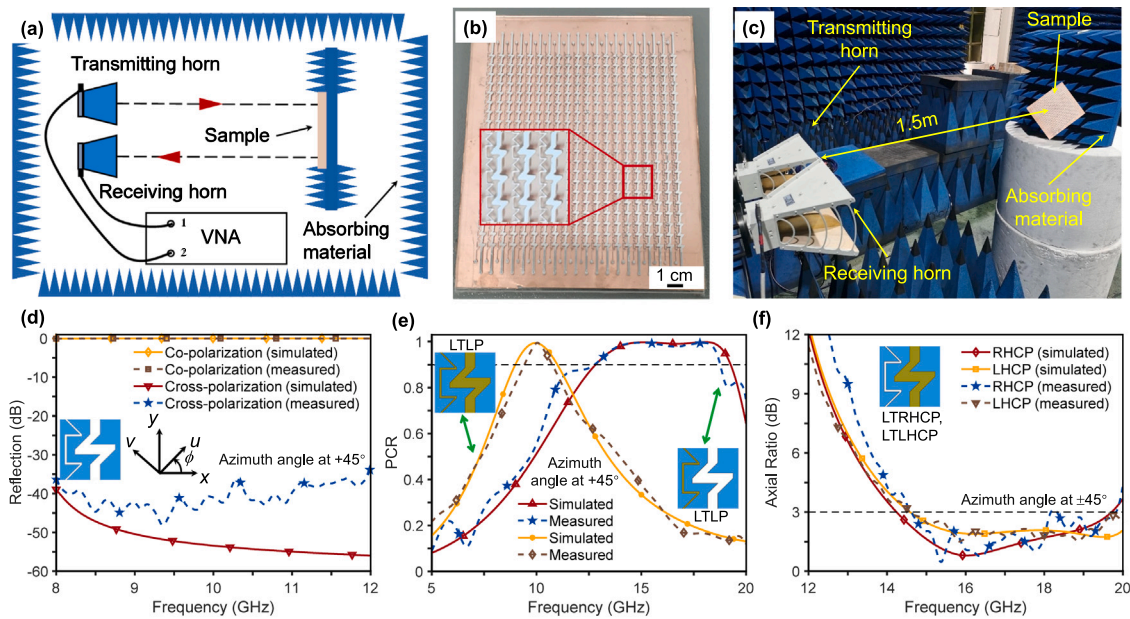 (a)
Transmitting horn
Sample
Receiving horn
VNA
1
2
Absorbing
material
(b)
1 cm
(c)
Transmitting
horn
Sample
1.5m
Absorbing
material
Receiving horn
(d)
Reflection (dB)
0
-10
-20
-30
-40
-50
-60
Co-polarization (simulated)
Co-polarization (measured)
Cross-polarization (simulated)
Cross-polarization (measured)
y
v
u
ϕ
x
Azimuth angle at +45°
8
9
10
11
12
Frequency (GHz)
(e)
PCR
1
0.8
0.6
0.4
0.2
0
LTLP
Azimuth
angle at +45°
LTLP
Simulated
Measured
Simulated
Measured
5
10
15
20
Frequency (GHz)
(f)
Axial Ratio (dB)
12
9
6
3
0
RHCP (simulated)
LHCP (simulated)
RHCP (measured)
LHCP (measured)
LTRHCP,
LTLHCP
Azimuth angle at ±45°
12
14
16
18
20
Frequency (GHz)